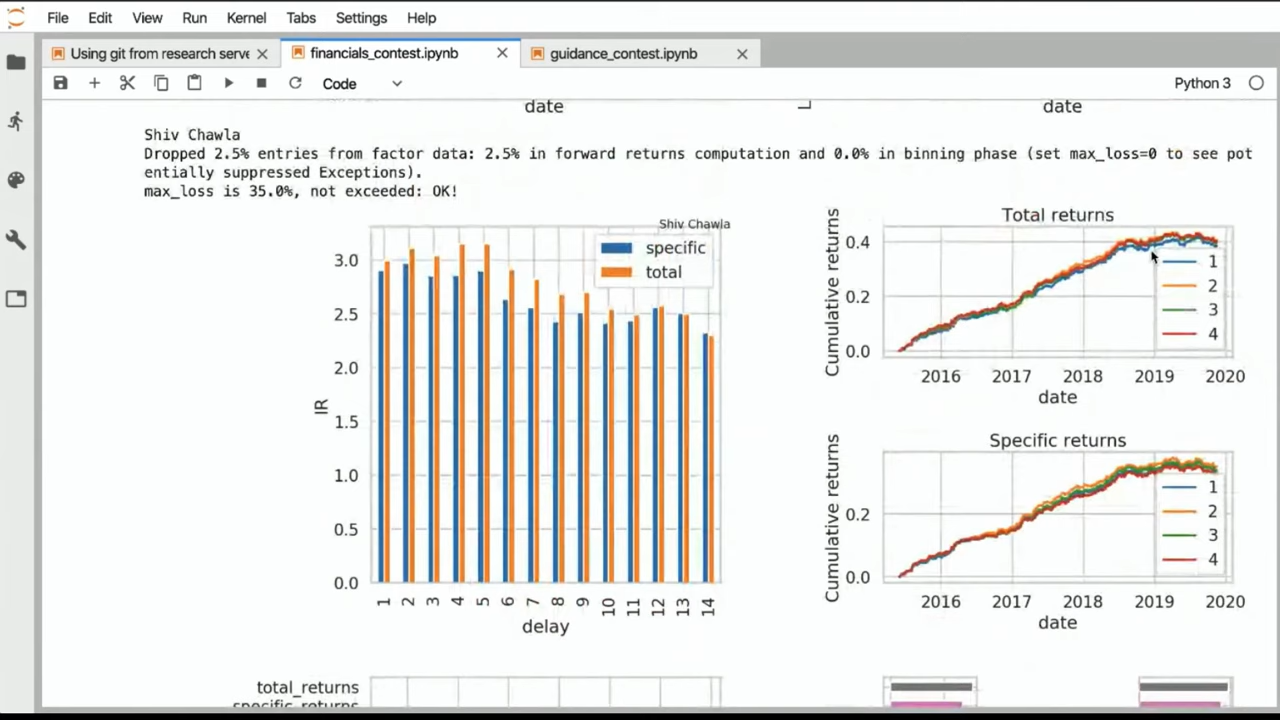 File Edit View Run Kernel Tabs Settings Help
Using git from research serve
financials_contest.ipynb
guidance_contest.ipynb
Code
Python 3
date
date
Shiv Chawla
Dropped 2.5% entries from factor data: 2.5% in forward returns computation and 0.0% in binning phase (set max_loss=0 to see pot
entially suppressed Exceptions).
max_loss is 35.0%, not exceeded: OK!
Shiv Chawla
specific
total
IR
3.0
2.5
2.0
1.5
1.0
0.5
0.0
1 2 3 4 5 6 7 8 9 10 11 12 13 14
delay
Total returns
Cumulative returns
0.4
0.2
0.0
1
2
3
4
2016 2017 2018 2019 2020
date
Specific returns
Cumulative returns
0.2
0.0
1
2
3
4
2016 2017 2018 2019 2020
date
total_returns
specific_returns